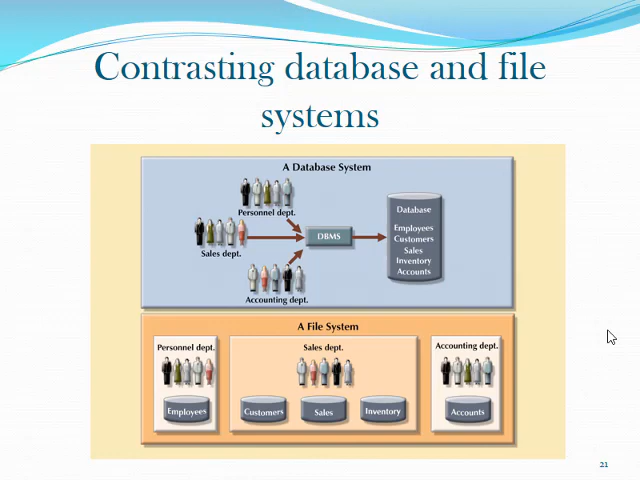 Contrasting database and file
systems
A Database System
Personnel dept.
Sales dept.
Accounting dept.
DBMS
Database
Employees
Customers
Sales
Inventory
Accounts
A File System
Personnel dept.
Employees
Sales dept.
Customers
Sales
Inventory
Accounting dept.
Accounts
21